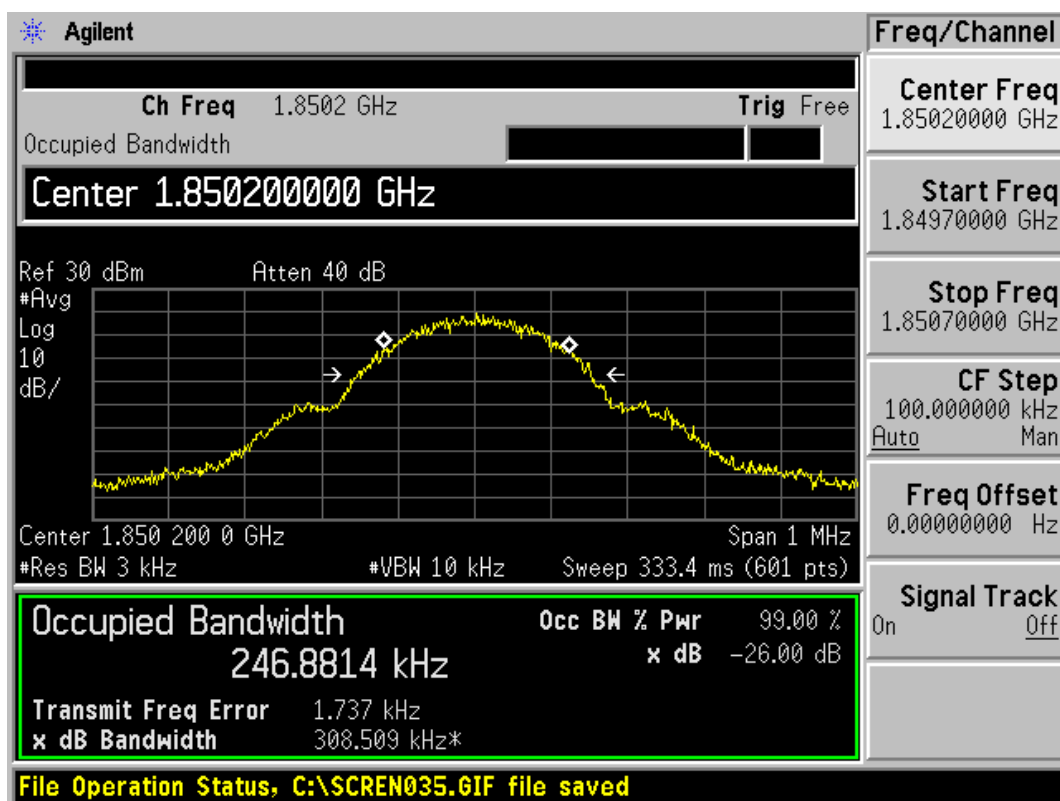 Agilent
Freq/Channel
Ch Freq 1.8502 GHz Trig Free
Occupied Bandwidth
Center 1.850200000 GHz
Ref 30 dBm Atten 40 dB
#Avg
Log
10
dB/
Center 1.850 200 0 GHz Span 1 MHz
#Res BW 3 kHz #VBW 10 kHz Sweep 333.4 ms (601 pts)
Occupied Bandwidth Occ BW % Pwr 99.00 %
246.8814 kHz x dB -26.00 dB
Transmit Freq Error 1.737 kHz
x dB Bandwidth 308.509 kHz*
File Operation Status, C:\SCREN035.GIF file saved
Center Freq
1.85020000 GHz
Start Freq
1.84970000 GHz
Stop Freq
1.85070000 GHz
CF Step
100.000000 kHz
Auto Man
Freq Offset
0.00000000 Hz
Signal Track
On Off